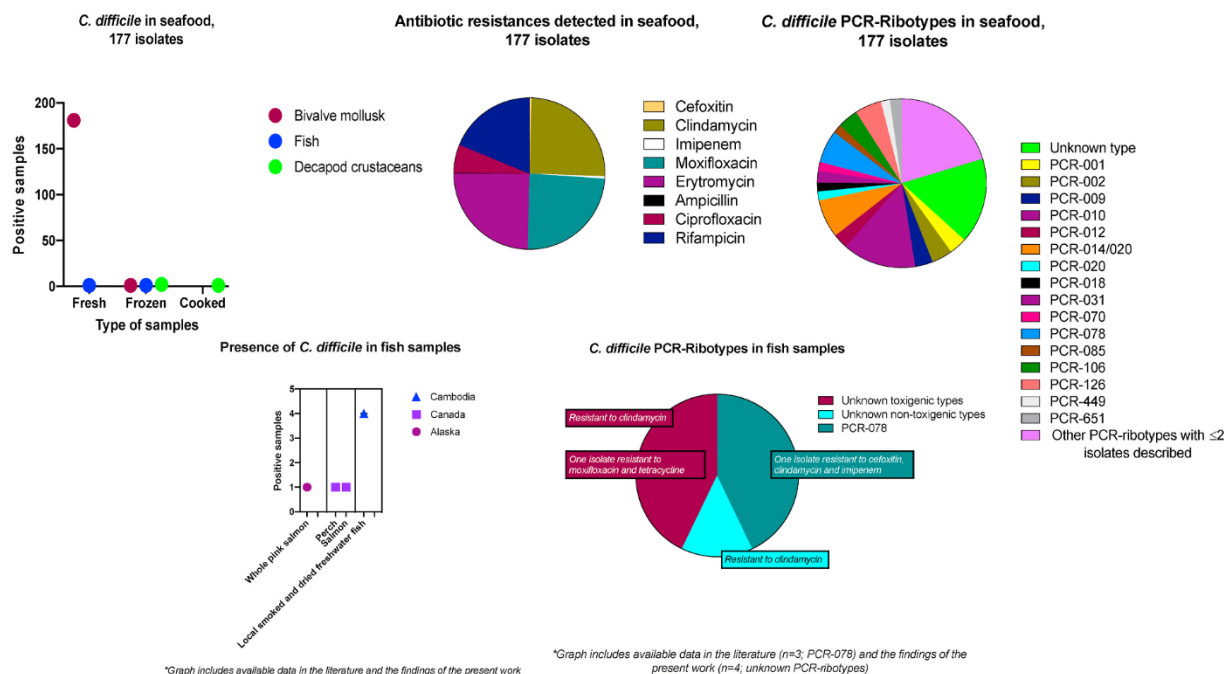 C. difficile in seafood,
177 isolates
Positive samples
200
150
100
50
0
Fresh
Frozen
Cooked
Type of samples
Bivalve mollusk
Fish
Decapod crustaceans
Antibiotic resistances detected in seafood,
177 isolates
Cefoxitin
Clindamycin
Imipenem
Moxifloxacin
Erytromycin
Ampicillin
Ciprofloxacin
Rifampicin
C. difficile PCR-Ribotypes in seafood,
177 isolates
Unknown type
PCR-001
PCR-002
PCR-009
PCR-010
PCR-012
PCR-014/020
PCR-020
PCR-018
PCR-031
PCR-070
PCR-078
PCR-085
PCR-106
PCR-126
PCR-449
PCR-651
Other PCR-ribotypes with ≤2
isolates described
Presence of C. difficile in fish samples
Positive samples
5
4
3
2
1
0
Whole pink salmon
Perch
Salmon
Local smoked and dried freshwater fish
Cambodia
Canada
Alaska
*Graph includes available data in the literature and the findings of the present work
C. difficile PCR-Ribotypes in fish samples
Resistant to clindamycin
One isolate resistant to
moxifloxacin and tetracycline
One isolate resistant to cefoxitin,
clindamycin and imipenem
Resistant to clindamycin
Unknown toxigenic types
Unknown non-toxigenic types
PCR-078
*Graph includes available data in the literature (n=3; PCR-078) and the findings of the
present work (n=4; unknown PCR-ribotypes)